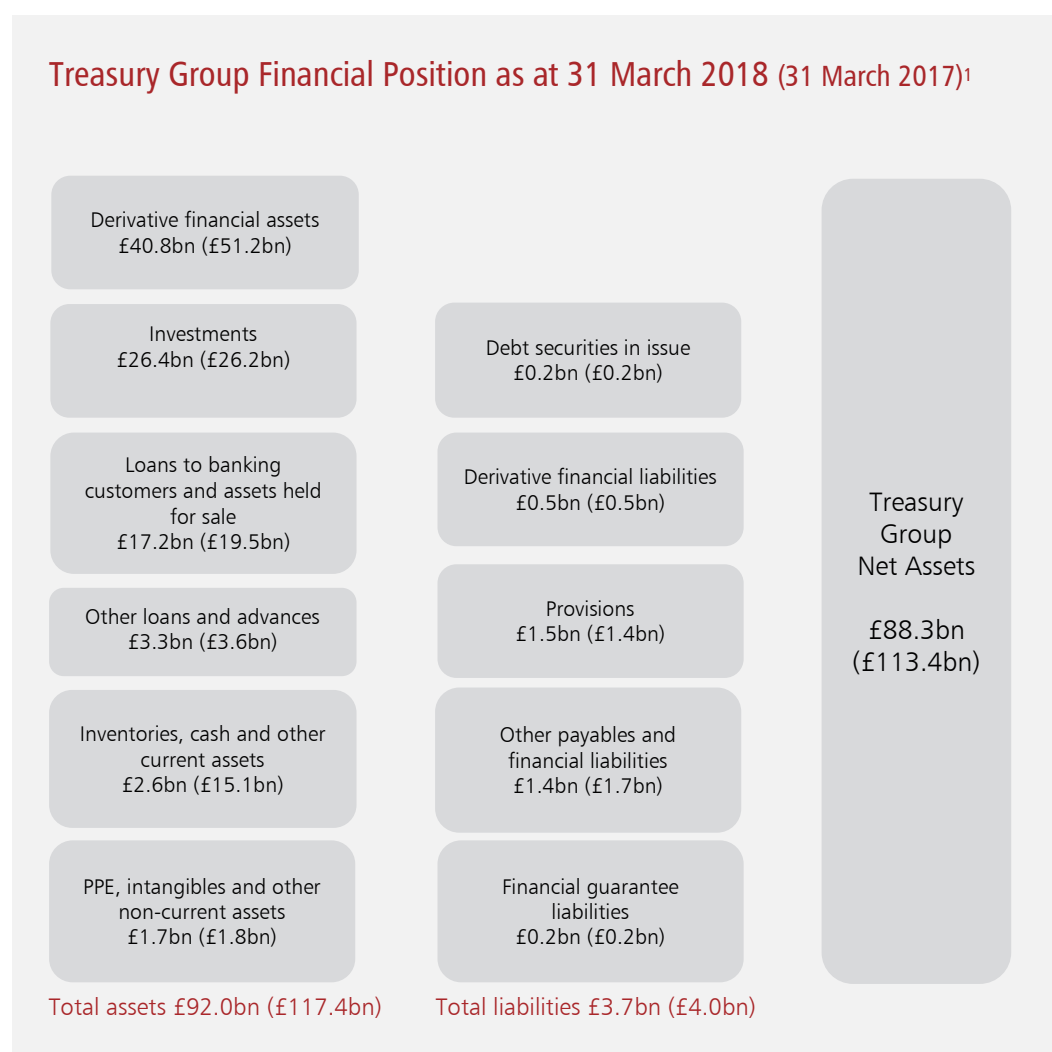 Treasury Group Financial Position as at 31 March 2018 (31 March 2017)1
Derivative financial assets
£40.8bn (£51.2bn)
Investments
£26.4bn (£26.2bn)
Loans to banking
customers and assets held
for sale
£17.2bn (£19.5bn)
Other loans and advances
£3.3bn (£3.6bn)
Inventories, cash and other
current assets
£2.6bn (£15.1bn)
PPE, intangibles and other
non-current assets
£1.7bn (£1.8bn)
Total assets £92.0bn (£117.4bn)
Debt securities in issue
£0.2bn (£0.2bn)
Derivative financial liabilities
£0.5bn (£0.5bn)
Provisions
£1.5bn (£1.4bn)
Other payables and
financial liabilities
£1.4bn (£1.7bn)
Financial guarantee
liabilities
£0.2bn (£0.2bn)
Total liabilities £3.7bn (£4.0bn)
Treasury
Group
Net Assets
£88.3bn
(£113.4bn)